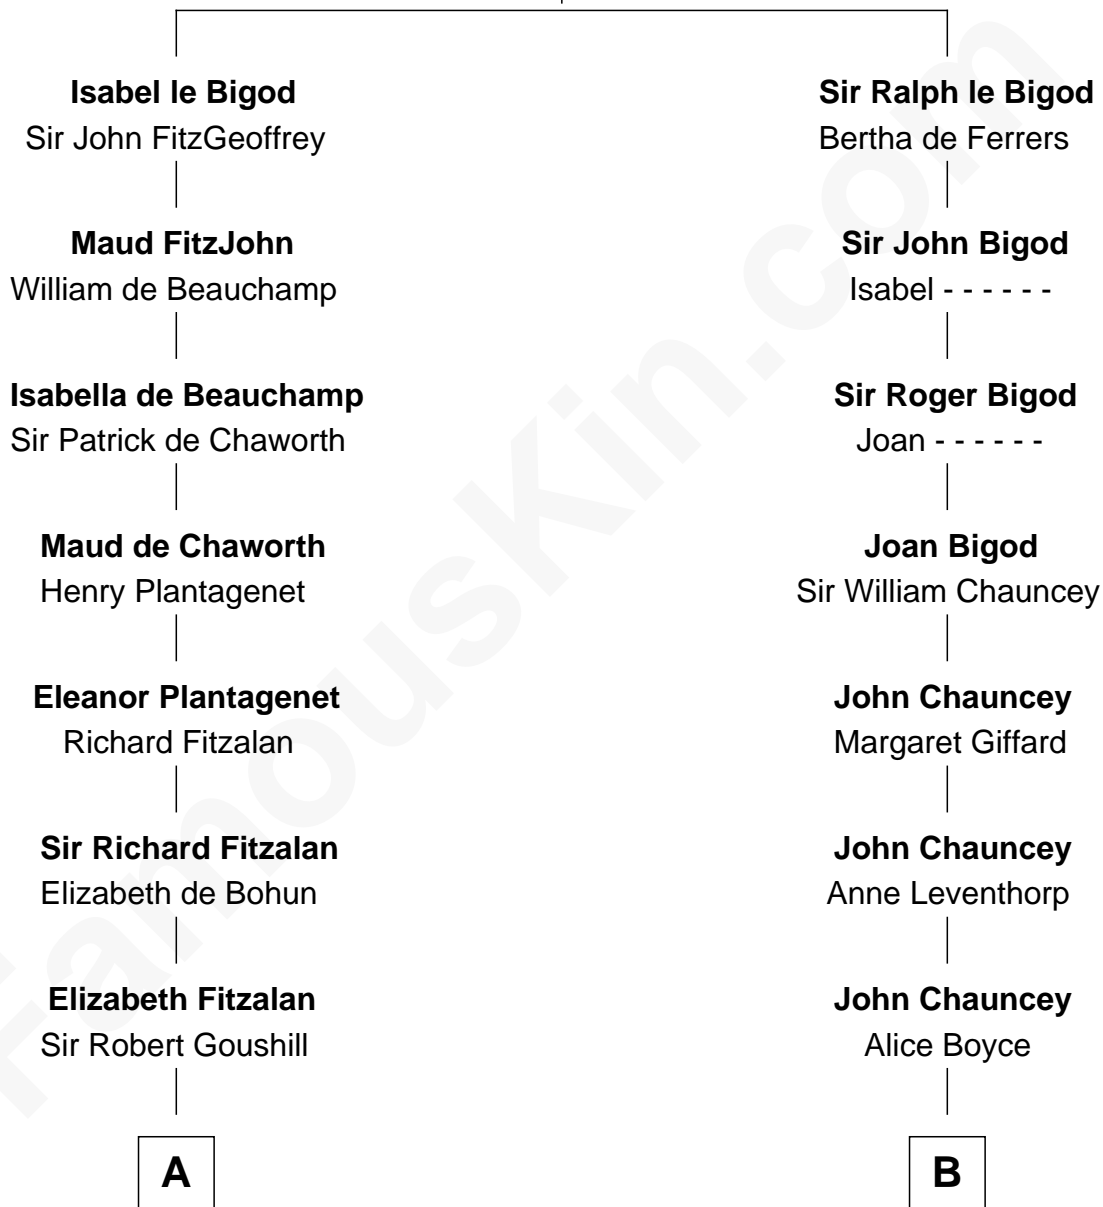 Isabel le Bigod
Sir John FitzGeoffrey
Maud FitzJohn
William de Beauchamp
Isabella de Beauchamp
Sir Patrick de Chaworth
Maud de Chaworth
Henry Plantagenet
Eleanor Plantagenet
Richard Fitzalan
Sir Richard Fitzalan
Elizabeth de Bohun
Elizabeth Fitzalan
Sir Robert Goushill
A
Sir Ralph le Bigod
Bertha de Ferrers
Sir John Bigod
Isabel - - - - - -
Sir Roger Bigod
Joan - - - - - -
Joan Bigod
Sir William Chauncey
John Chauncey
Margaret Giffard
John Chauncey
Anne Leventhorp
John Chauncey
Alice Boyce
B
FamousKin.com